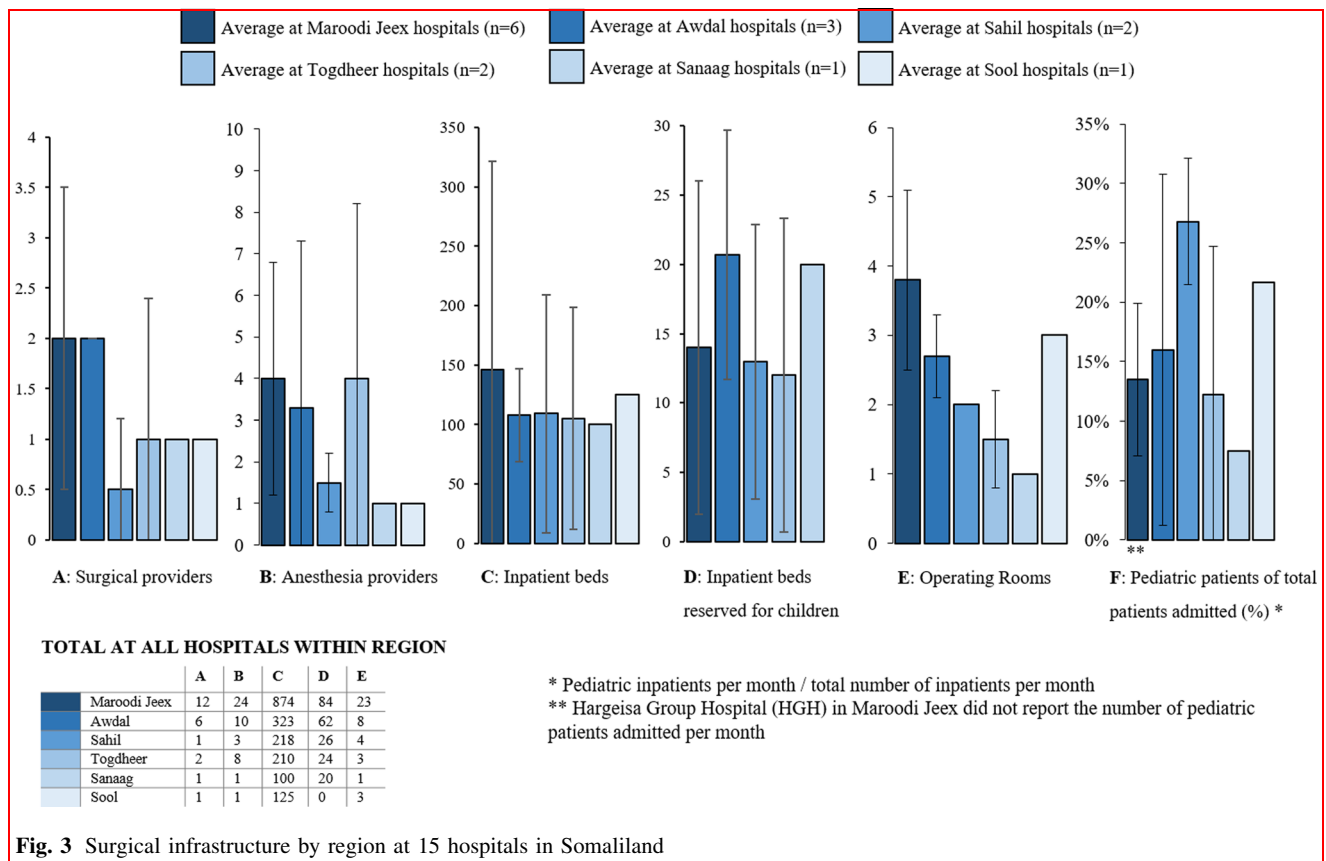 Average at Maroodi Jeex hospitals (n=6) Average at Awdal hospitals (n=3) Average at Sahil hospitals (n=2)
Average at Togdheer hospitals (n=2) Average at Sanaag hospitals (n=1) Average at Sool hospitals (n=1)
4
3.5
3
2.5
2
1.5
1
0.5
0
A: Surgical providers
10
9
8
7
6
5
4
3
2
1
0
B: Anesthesia providers
350
300
250
200
150
100
50
0
C: Inpatient beds
30
25
20
15
10
5
0
D: Inpatient beds
reserved for children
6
5
4
3
2
1
0
E: Operating Rooms
35%
30%
25%
20%
15%
10%
5%
0%
**
F: Pediatric patients of total
patients admitted (%) *
TOTAL AT ALL HOSPITALS WITHIN REGION
A B C D E
Maroodi Jeex 12 24 874 84 23
Awdal 6 10 323 62 8
Sahil 1 3 218 26 4
Togdheer 2 8 210 24 3
Sanaag 1 1 100 20 1
Sool 1 1 125 0 3
* Pediatric inpatients per month / total number of inpatients per month
** Hargeisa Group Hospital (HGH) in Maroodi Jeex did not report the number of pediatric
patients admitted per month
Fig. 3 Surgical infrastructure by region at 15 hospitals in Somaliland